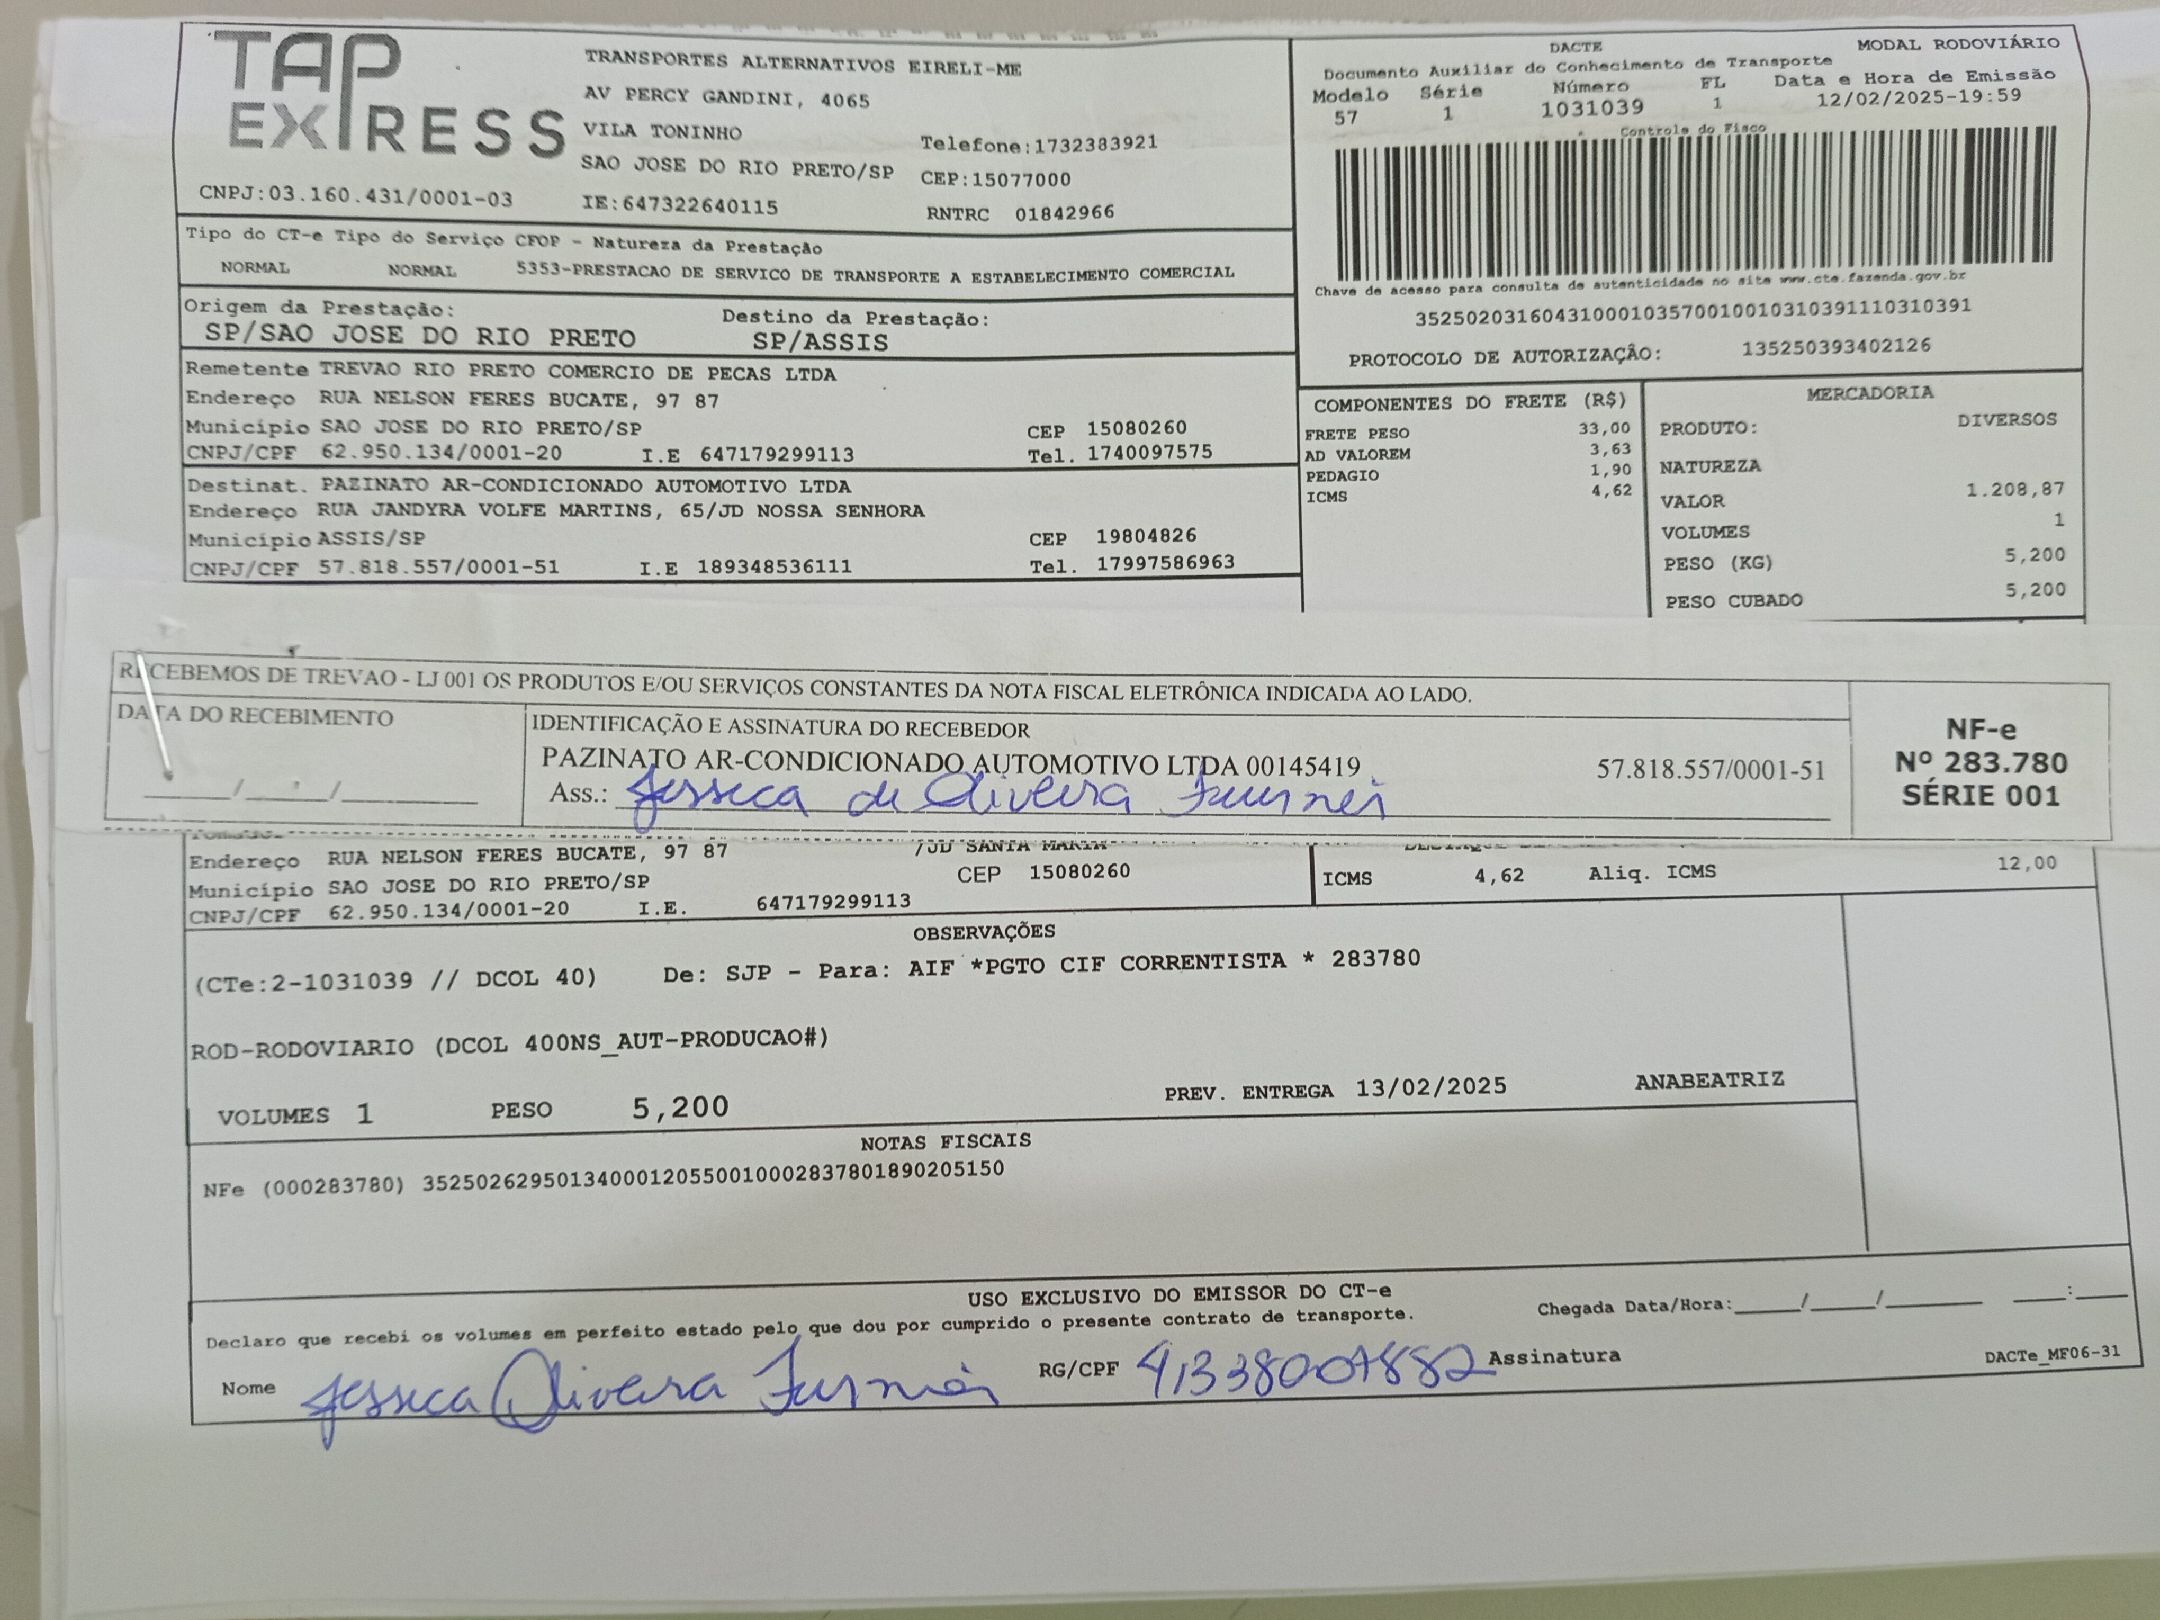 TAP EXPRESS
TRANSPORTES ALTERNATIVOS EIRELI-ME
AV PERCY GANDINI, 4065
VILA TONINHO
Telefone:1732383921
SAO JOSE DO RIO PRETO/SP CEP:15077000
CNPJ:03.160.431/0001-03 IE:647322640115 RNTRC 01842966
DACTE MODAL RODOVIÁRIO
Documento Auxiliar do Conhecimento de Transporte
Modelo Série Número FL Data e Hora de Emissão
57 1 1031039 1 12/02/2025-19:59
Controle do Fisco
Chave de acesso para consulta de autenticidade no site www.cte.fazenda.gov.br
35250203160431000103570010010310391110310391
PROTOCOLO DE AUTORIZAÇÃO: 135250393402126
Tipo do CT-e Tipo do Serviço CFOP - Natureza da Prestação
NORMAL NORMAL 5353-PRESTACAO DE SERVICO DE TRANSPORTE A ESTABELECIMENTO COMERCIAL
Origem da Prestação: Destino da Prestação:
SP/SAO JOSE DO RIO PRETO SP/ASSIS
Remetente TREVAO RIO PRETO COMERCIO DE PECAS LTDA
Endereço RUA NELSON FERES BUCATE, 97 87
Município SAO JOSE DO RIO PRETO/SP CEP 15080260
CNPJ/CPF 62.950.134/0001-20 I.E 647179299113 Tel. 1740097575
Destinat. PAZINATO AR-CONDICIONADO AUTOMOTIVO LTDA
Endereço RUA JANDYRA VOLFE MARTINS, 65/JD NOSSA SENHORA
Município ASSIS/SP CEP 19804826
CNPJ/CPF 57.818.557/0001-51 I.E 189348536111 Tel. 17997586963
COMPONENTES DO FRETE (R$)
FRETE PESO 33,00
AD VALOREM 3,63
PEDAGIO 1,90
ICMS 4,62
MERCADORIA
PRODUTO: DIVERSOS
NATUREZA
VALOR 1.208,87
VOLUMES 1
PESO (KG) 5,200
PESO CUBADO 5,200
RECEBEMOS DE TREVAO - LJ 001 OS PRODUTOS E/OU SERVIÇOS CONSTANTES DA NOTA FISCAL ELETRÔNICA INDICADA AO LADO.
DATA DO RECEBIMENTO
____/____/________
IDENTIFICAÇÃO E ASSINATURA DO RECEBEDOR
PAZINATO AR-CONDICIONADO AUTOMOTIVO LTDA 00145419 57.818.557/0001-51
Ass.: Jesseca de Oliveira
NF-e
Nº 283.780
SÉRIE 001
Endereço RUA NELSON FERES BUCATE, 97 87 /JD SANTA MARIA
Município SAO JOSE DO RIO PRETO/SP CEP 15080260
CNPJ/CPF 62.950.134/0001-20 I.E. 647179299113
ICMS 4,62 Aliq. ICMS 12,00
OBSERVAÇÕES
(CTe:2-1031039 // DCOL 40) De: SJP - Para: AIF *PGTO CIF CORRENTISTA * 283780
ROD-RODOVIARIO (DCOL 400NS_AUT-PRODUCAO#)
VOLUMES 1 PESO 5,200 PREV. ENTREGA 13/02/2025 ANABEATRIZ
NOTAS FISCAIS
NFe (000283780) 35250262950134000120550010002837801890205150
USO EXCLUSIVO DO EMISSOR DO CT-e
Declaro que recebi os volumes em perfeito estado pelo que dou por cumprido o presente contrato de transporte.
Chegada Data/Hora:_____/_____/________ ____:____
Nome Jesseca Oliveira RG/CPF 41338007882 Assinatura
DACTe_MF06-31